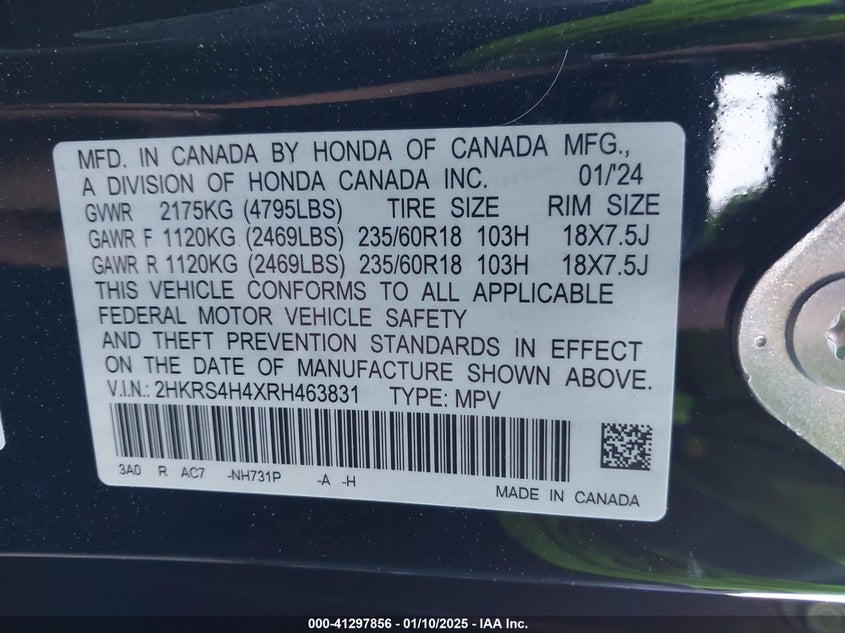 MFD. IN CANADA BY HONDA OF CANADA MFG.,
A DIVISION OF HONDA CANADA INC. 01/'24
GVWR 2175KG (4795LBS) TIRE SIZE RIM SIZE
GAWR F 1120KG (2469LBS) 235/60R18 103H 18X7.5J
GAWR R 1120KG (2469LBS) 235/60R18 103H 18X7.5J
THIS VEHICLE CONFORMS TO ALL APPLICABLE
FEDERAL MOTOR VEHICLE SAFETY
AND THEFT PREVENTION STANDARDS IN EFFECT
ON THE DATE OF MANUFACTURE SHOWN ABOVE.
V.I.N.: 2HKRS4H4XRH463831 TYPE: MPV
3A0 R AC7 -NH731P -A -H
MADE IN CANADA
000-41297856 - 01/10/2025 - IAA Inc.